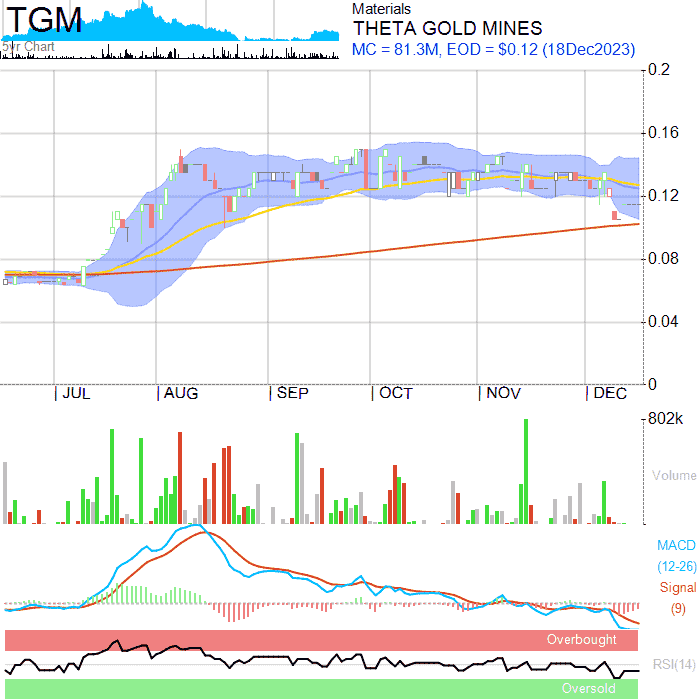 TGM
5yr Chart
Materials
THETA GOLD MINES
MC = 81.3M, EOD = $0.12 (18Dec2023)
0.2
0.16
0.12
0.08
0.04
0
JUL AUG SEP OCT NOV DEC
802k
Volume
MACD
(12-26)
Signal
(9)
Overbought
RSI(14)
Oversold